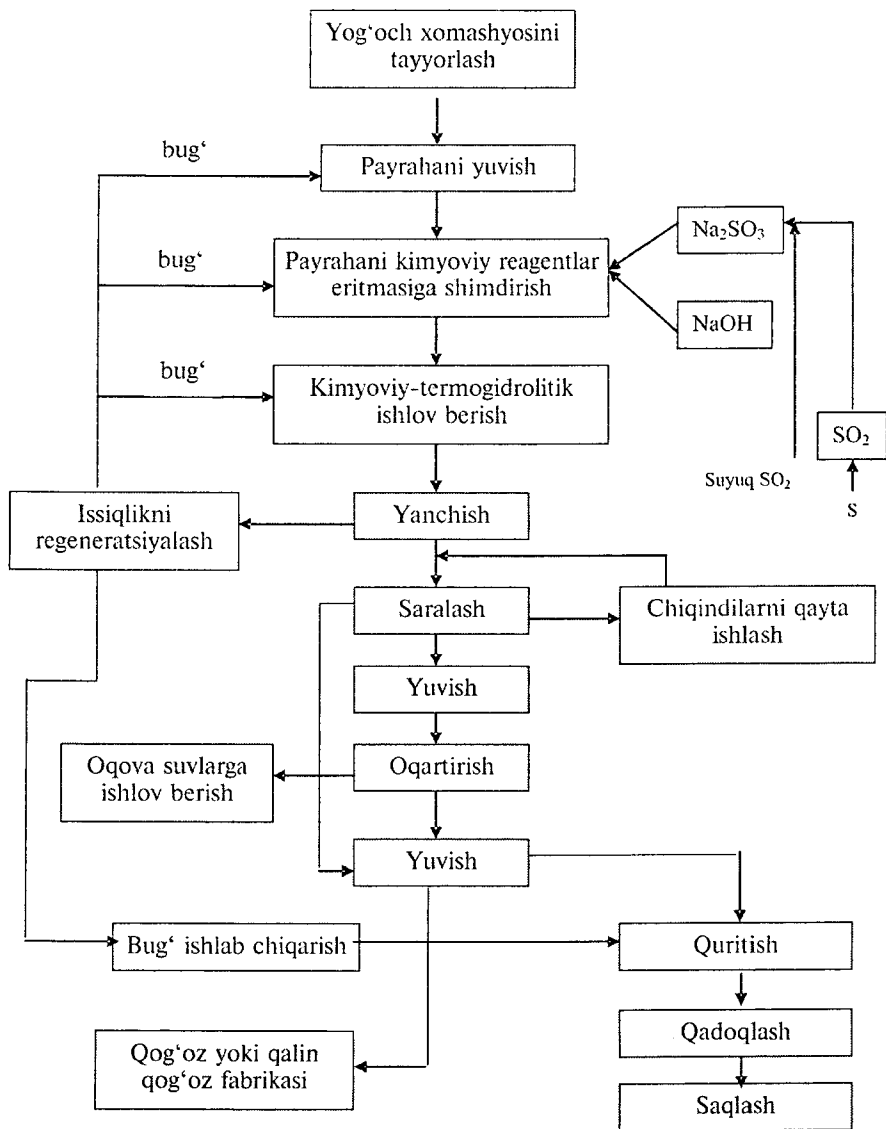 Yog‘och xomashyosini
tayyorlash
bug‘
Payrahani yuvish
bug‘
Payrahani kimyoviy reagentlar
eritmasiga shimdirish
Na₂SO₃
NaOH
bug‘
Kimyoviy-termogidrolitik
ishlov berish
SO₂
Suyuq SO₂
S
Issiqlikni
regeneratsiyalash
Yanchish
Saralash
Chiqindilarni qayta
ishlash
Yuvish
Oqova suvlarga
ishlov berish
Oqartirish
Yuvish
Bug‘ ishlab chiqarish
Quritish
Qog‘oz yoki qalin
qog‘oz fabrikasi
Qadoqlash
Saqlash